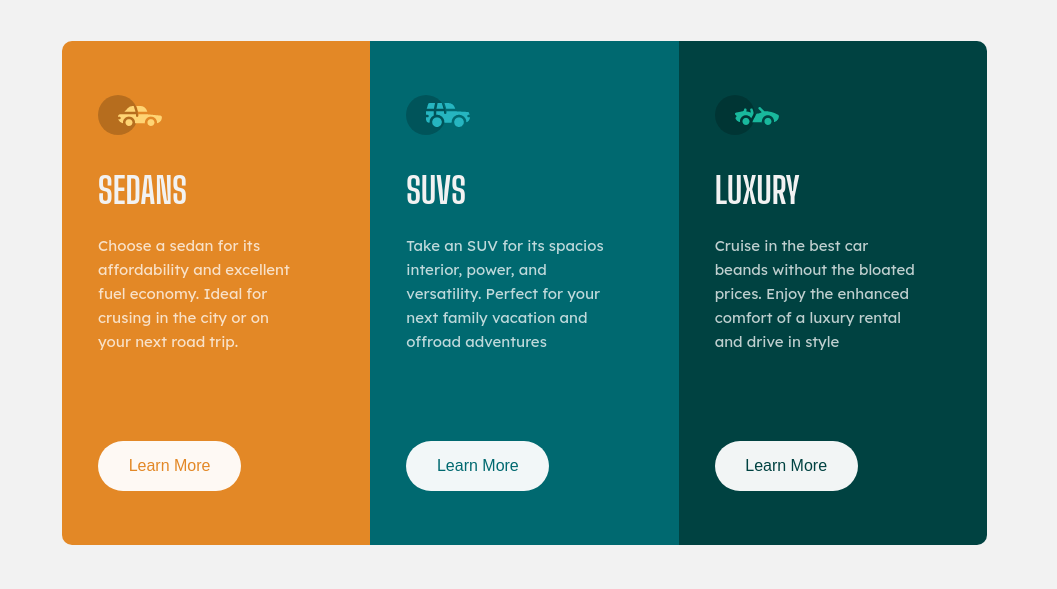 SEDANS
Choose a sedan for its
affordability and excellent
fuel economy. Ideal for
crusing in the city or on
your next road trip.
Learn More
SUVS
Take an SUV for its spacios
interior, power, and
versatility. Perfect for your
next family vacation and
offroad adventures
Learn More
LUXURY
Cruise in the best car
beands without the bloated
prices. Enjoy the enhanced
comfort of a luxury rental
and drive in style
Learn More